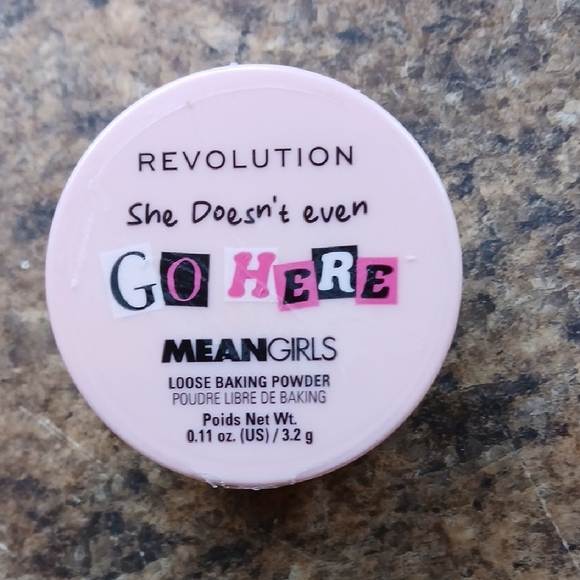 REVOLUTION
She Doesn't even
GO HERE
MEANGIRLS
LOOSE BAKING POWDER
POUDRE LIBRE DE BAKING
Poids Net Wt.
0.11 oz. (US) / 3.2 g